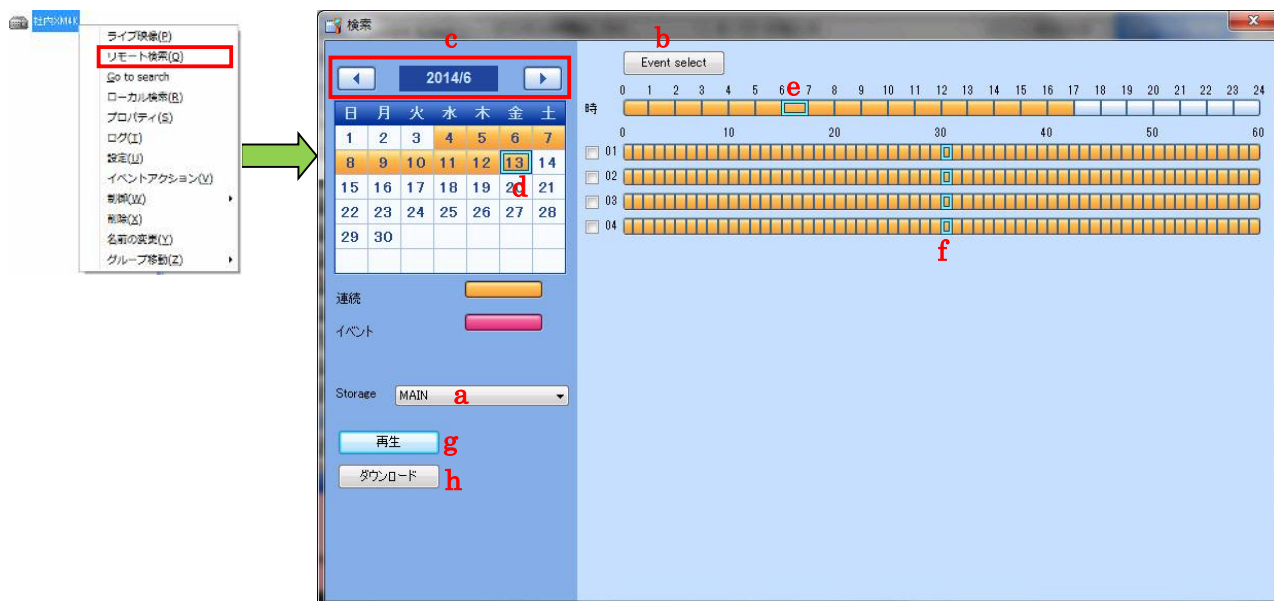 社内XM4K
ライブ映像(P)
リモート検索(Q)
Go to search
ローカル検索(R)
プロパティ(S)
ログ(T)
設定(U)
イベントアクション(V)
制御(W)
削除(X)
名前の変更(Y)
グループ移動(Z)
検索
c
2014/6
日 月 火 水 木 金 土
1 2 3 4 5 6 7
8 9 10 11 12 13 14
d
15 16 17 18 19 20 21
22 23 24 25 26 27 28
29 30
連続
イベント
Storage MAIN a
再生 g
ダウンロード h
b
Event select
e
0 1 2 3 4 5 6 7 8 9 10 11 12 13 14 15 16 17 18 19 20 21 22 23 24
時
0 10 20 30 40 50 60
01
02
03
04
f